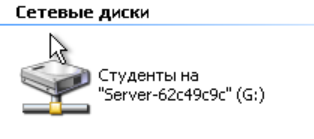 Сетевые диски
Студенты на
"Server-62c49c9c" (G:)